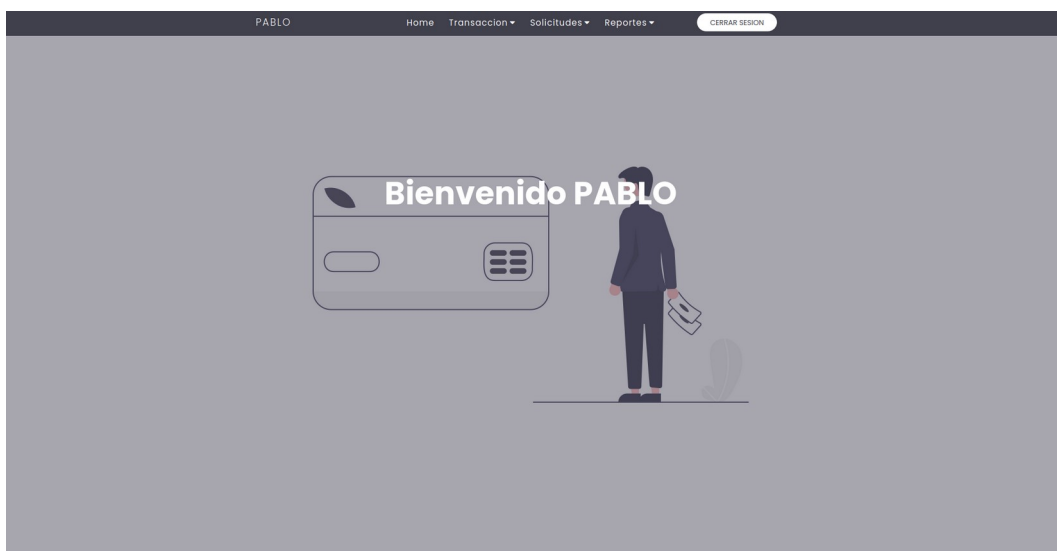 PABLO Home Transaccion Solicitudes Reportes CERRAR SESION
Bienvenido PABLO